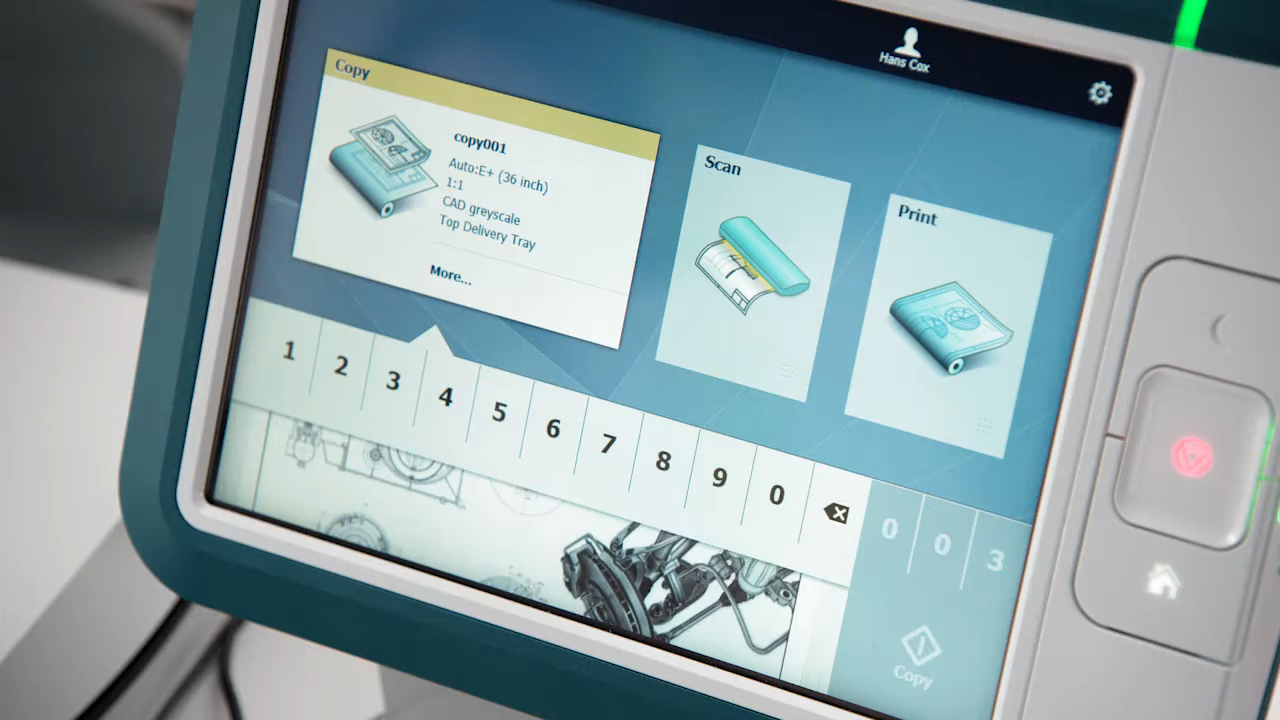 Hans Cox
Copy
copy001
Auto:E+ (36 inch)
1:1
CAD greyscale
Top Delivery Tray
More...
Scan
Print
1 2 3 4 5 6 7 8 9 0
0 0 3
Copy